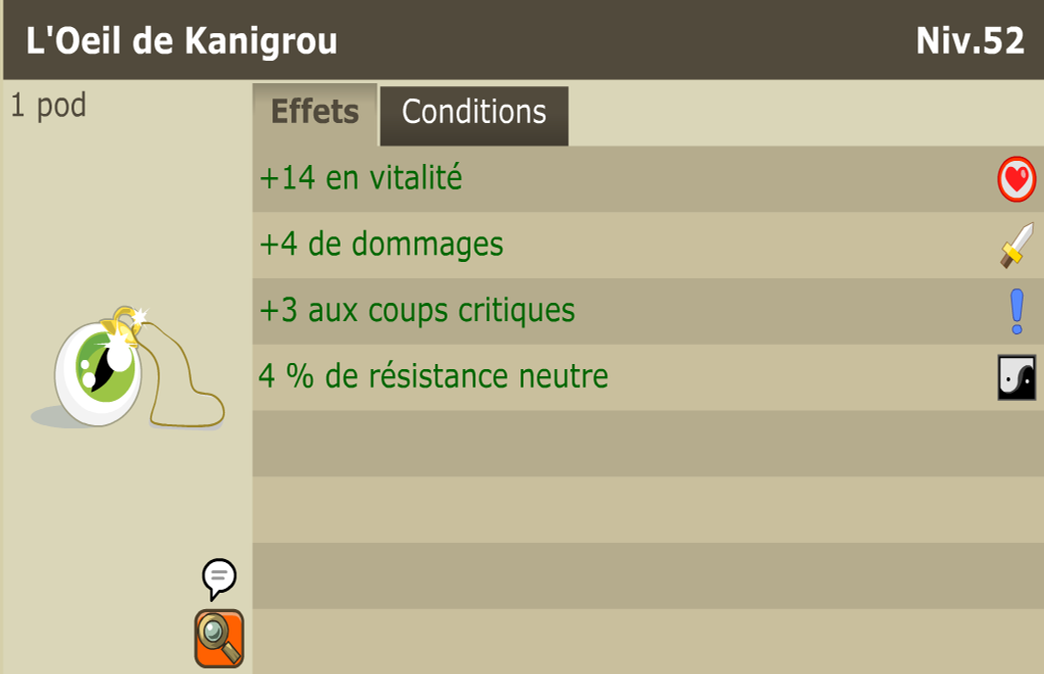 L'Oeil de Kanigrou
Niv.52
1 pod
Effets
Conditions
+14 en vitalité
+4 de dommages
+3 aux coups critiques
4 % de résistance neutre